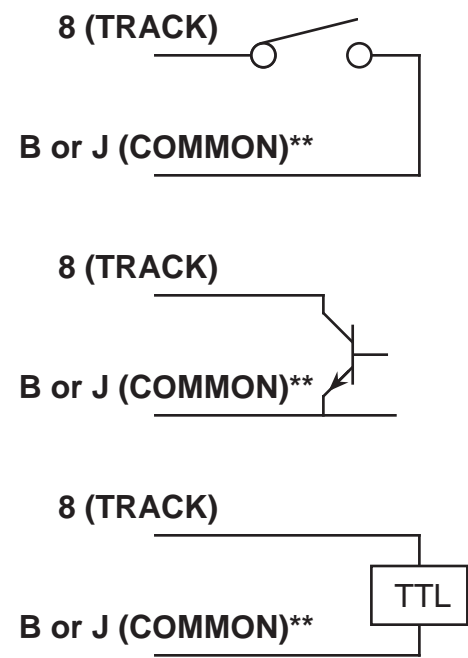 8 (TRACK)
B or J (COMMON)**
8 (TRACK)
B or J (COMMON)**
8 (TRACK)
TTL
B or J (COMMON)**